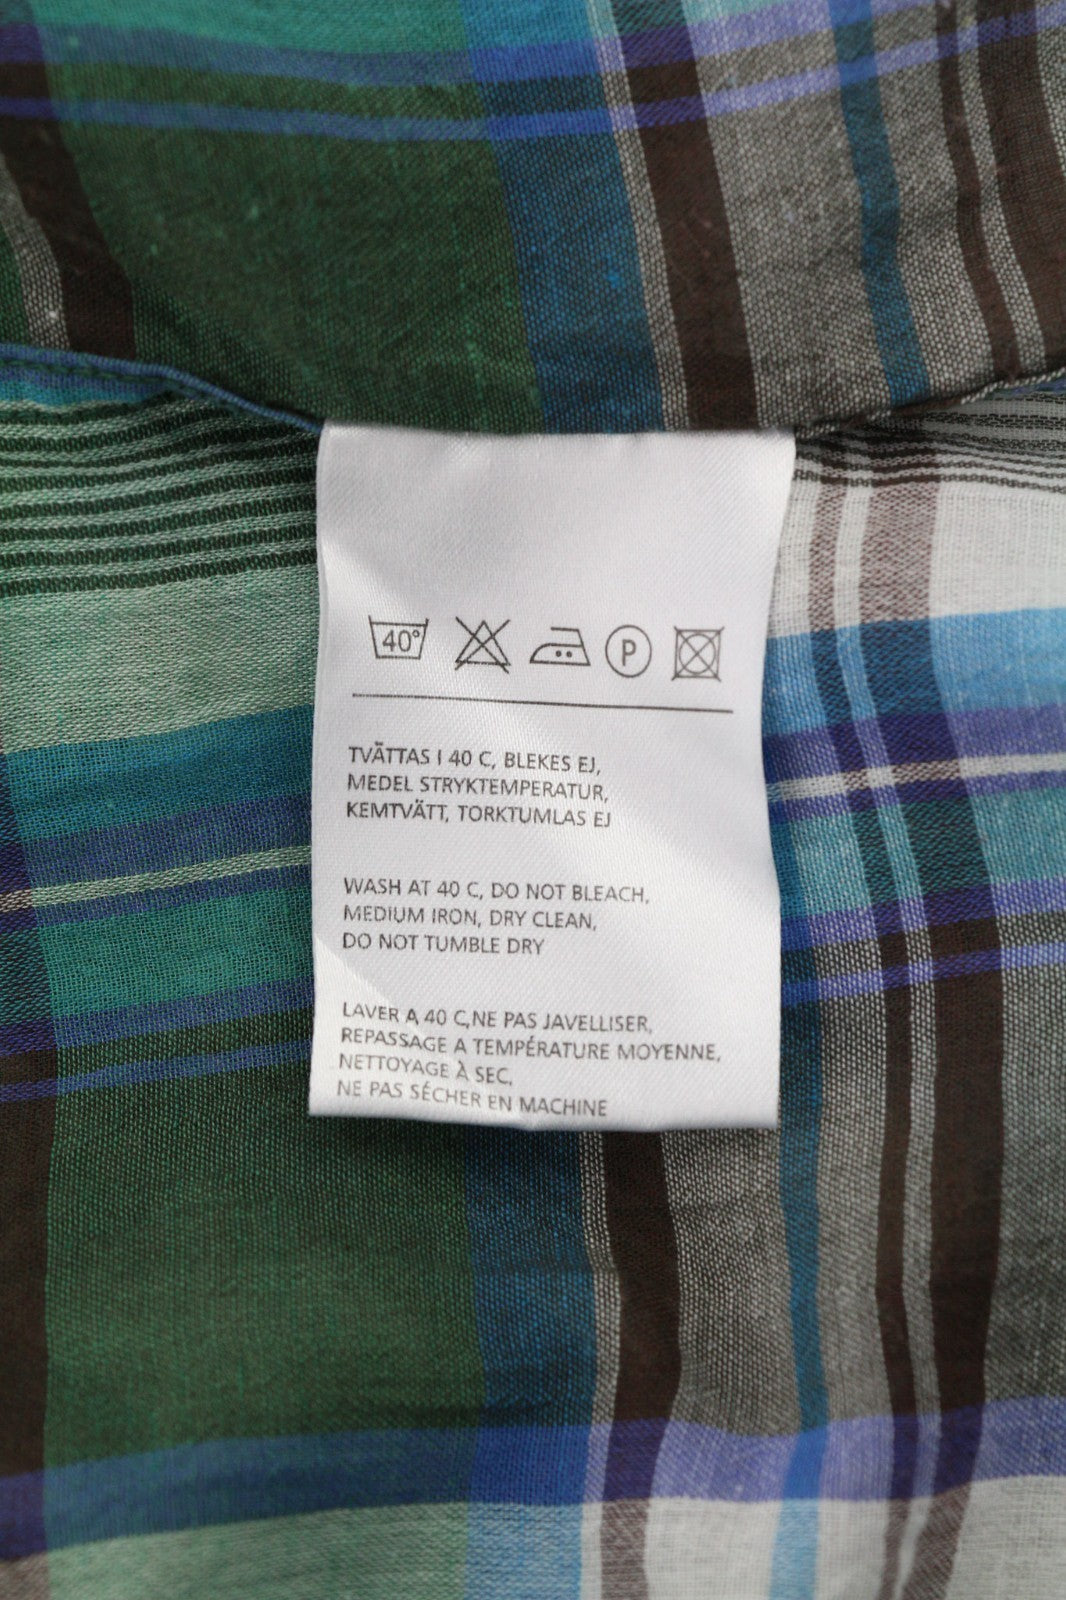 40°
P
TVÄTTAS I 40 C, BLEKES EJ,
MEDEL STRYKTEMPERATUR,
KEMTVÄTT, TORKTUMLAS EJ
WASH AT 40 C, DO NOT BLEACH,
MEDIUM IRON, DRY CLEAN,
DO NOT TUMBLE DRY
LAVER A 40 C,NE PAS JAVELLISER,
REPASSAGE A TEMPÉRATURE MOYENNE,
NETTOYAGE À SEC,
NE PAS SÉCHER EN MACHINE